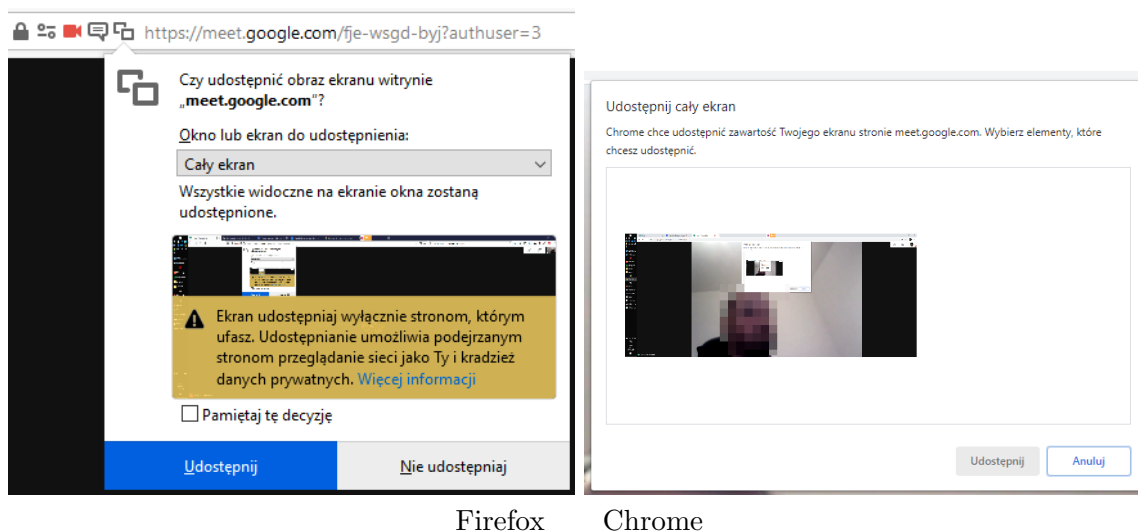 https://meet.google.com/fje-wsgd-byj?authuser=3
Czy udostępnić obraz ekranu witrynie
„meet.google.com”?
Okno lub ekran do udostępnienia:
Cały ekran
Wszystkie widoczne na ekranie okna zostaną
udostępnione.
Ekran udostępniaj wyłącznie stronom, którym
ufasz. Udostępnianie umożliwia podejrzanym
stronom przeglądanie sieci jako Ty i kradzież
danych prywatnych. Więcej informacji
Pamiętaj tę decyzję
Udostępnij
Nie udostępniaj
Udostępnij cały ekran
Chrome chce udostępnić zawartość Twojego ekranu stronie meet.google.com. Wybierz elementy, które
chcesz udostępnić.
Udostępnij
Anuluj
Firefox
Chrome